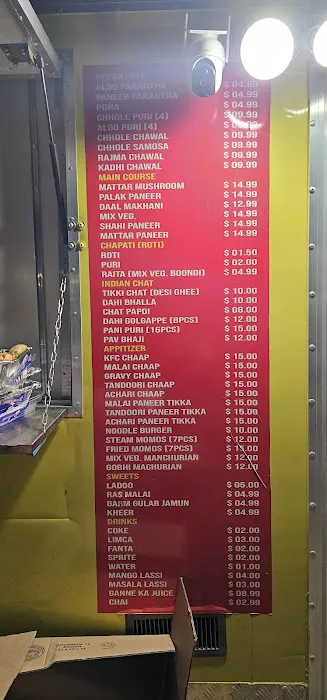 BREAKFAST
ALOO PARANTHA $ 04.99
PANEER PARANTHA $ 04.99
POHA $ 04.99
CHHOLE PURI (4) $ 09.99
ALOO PURI (4)
CHHOLE CHAWAL $ 09.99
CHHOLE SAMOSA $ 09.99
RAJMA CHAWAL $ 09.99
KADHI CHAWAL $ 09.99
MAIN COURSE
MATTAR MUSHROOM $ 14.99
PALAK PANEER $ 14.99
DAAL MAKHANI $ 12.99
MIX VEG. $ 14.99
SHAHI PANEER $ 14.99
MATTAR PANEER $ 14.99
CHAPATI (ROTI)
ROTI $ 01.50
PURI $ 02.00
RAITA (MIX VEG. BOONDI) $ 04.99
INDIAN CHAT
TIKKI CHAT (DESI GHEE) $ 10.00
DAHI BHALLA $ 10.00
CHAT PAPDI $ 08.00
DAHI GOLGAPPE (8PCS) $ 12.00
PANI PURI (16PCS) $ 15.00
PAV BHAJI $ 12.00
APPITIZER
KFC CHAAP $ 15.00
MALAI CHAAP $ 15.00
GRAVY CHAAP $ 15.00
TANDOORI CHAAP $ 15.00
ACHARI CHAAP $ 15.00
MALAI PANEER TIKKA $ 15.00
TANDOORI PANEER TIKKA $ 15.00
ACHARI PANEER TIKKA $ 15.00
NOODLE BURGER $ 10.00
STEAM MOMOS (7PCS) $ 12.00
FRIED MOMOS (7PCS)
MIX VEG. MANCHURIAN $ 12.00
GOBHI MACHURIAN $ 12.00
SWEETS
LADOO $ 05.00
RAS MALAI $ 04.99
GARM GULAB JAMUN $ 04.99
KHEER $ 04.99
DRINKS
COKE $ 02.00
LIMCA $ 03.00
FANTA $ 02.00
SPRITE $ 02.00
WATER $ 01.00
MANGO LASSI $ 04.00
MASALA LASSI $ 03.00
GANNE KA JUICE $ 08.99
CHAI $ 02.99